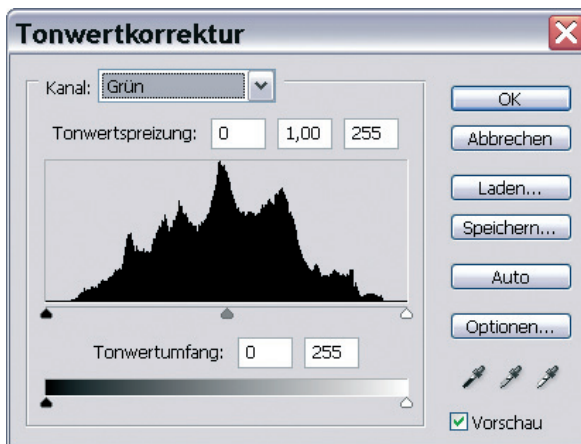 Tonwertkorrektur
Kanal: Grün
Tonwertspreizung: 0 1,00 255
Tonwertumfang: 0 255
OK
Abbrechen
Laden...
Speichern...
Auto
Optionen...
Vorschau